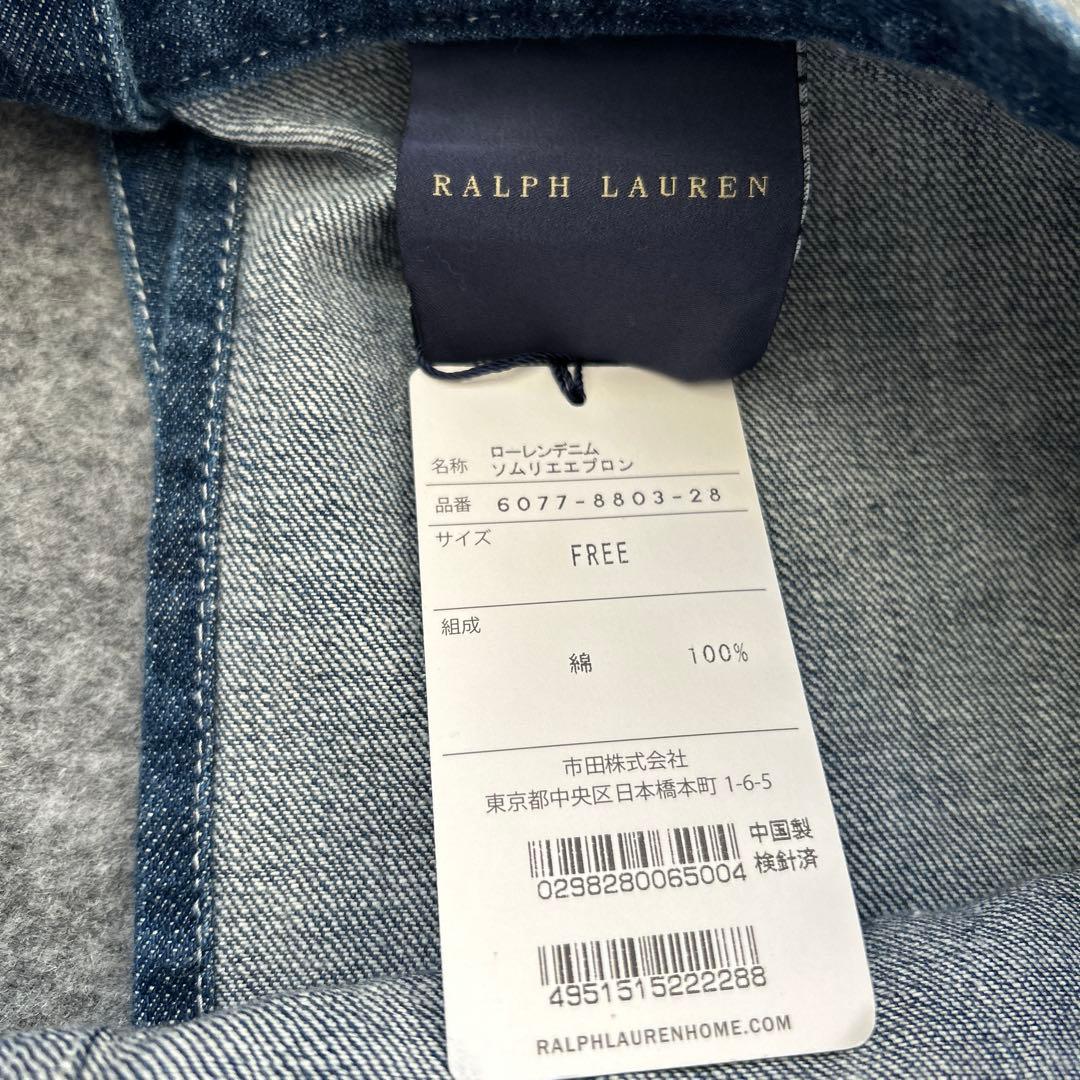 RALPH LAUREN
名称 ローレンデニム
ソムリエエプロン
品番 6077-8803-28
サイズ
FREE
組成
綿 100%
市田株式会社
東京都中央区日本橋本町 1-6-5
中国製
0298280065004 検針済
4951515222288
RALPHLAURENHOME.COM